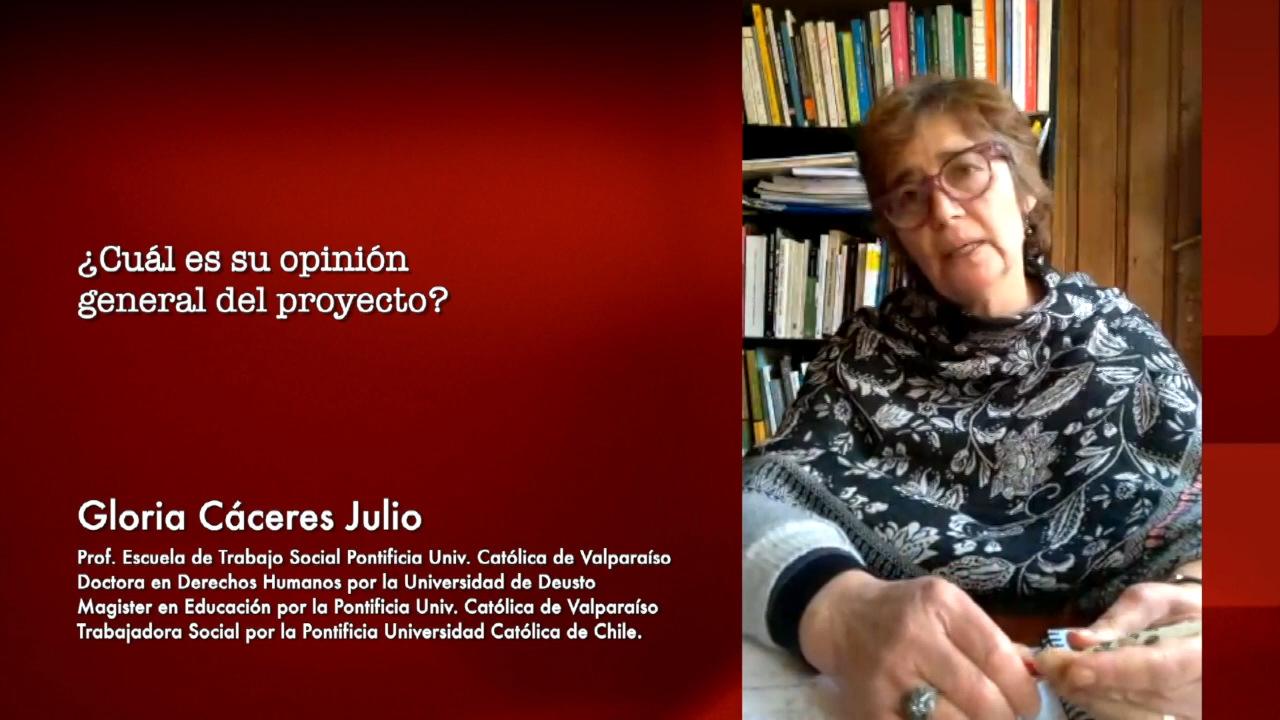 ¿Cuál es su opinión
general del proyecto?
Gloria Cáceres Julio
Prof. Escuela de Trabajo Social Pontificia Univ. Católica de Valparaíso
Doctora en Derechos Humanos por la Universidad de Deusto
Magister en Educación por la Pontificia Univ. Católica de Valparaíso
Trabajadora Social por la Pontificia Universidad Católica de Chile.